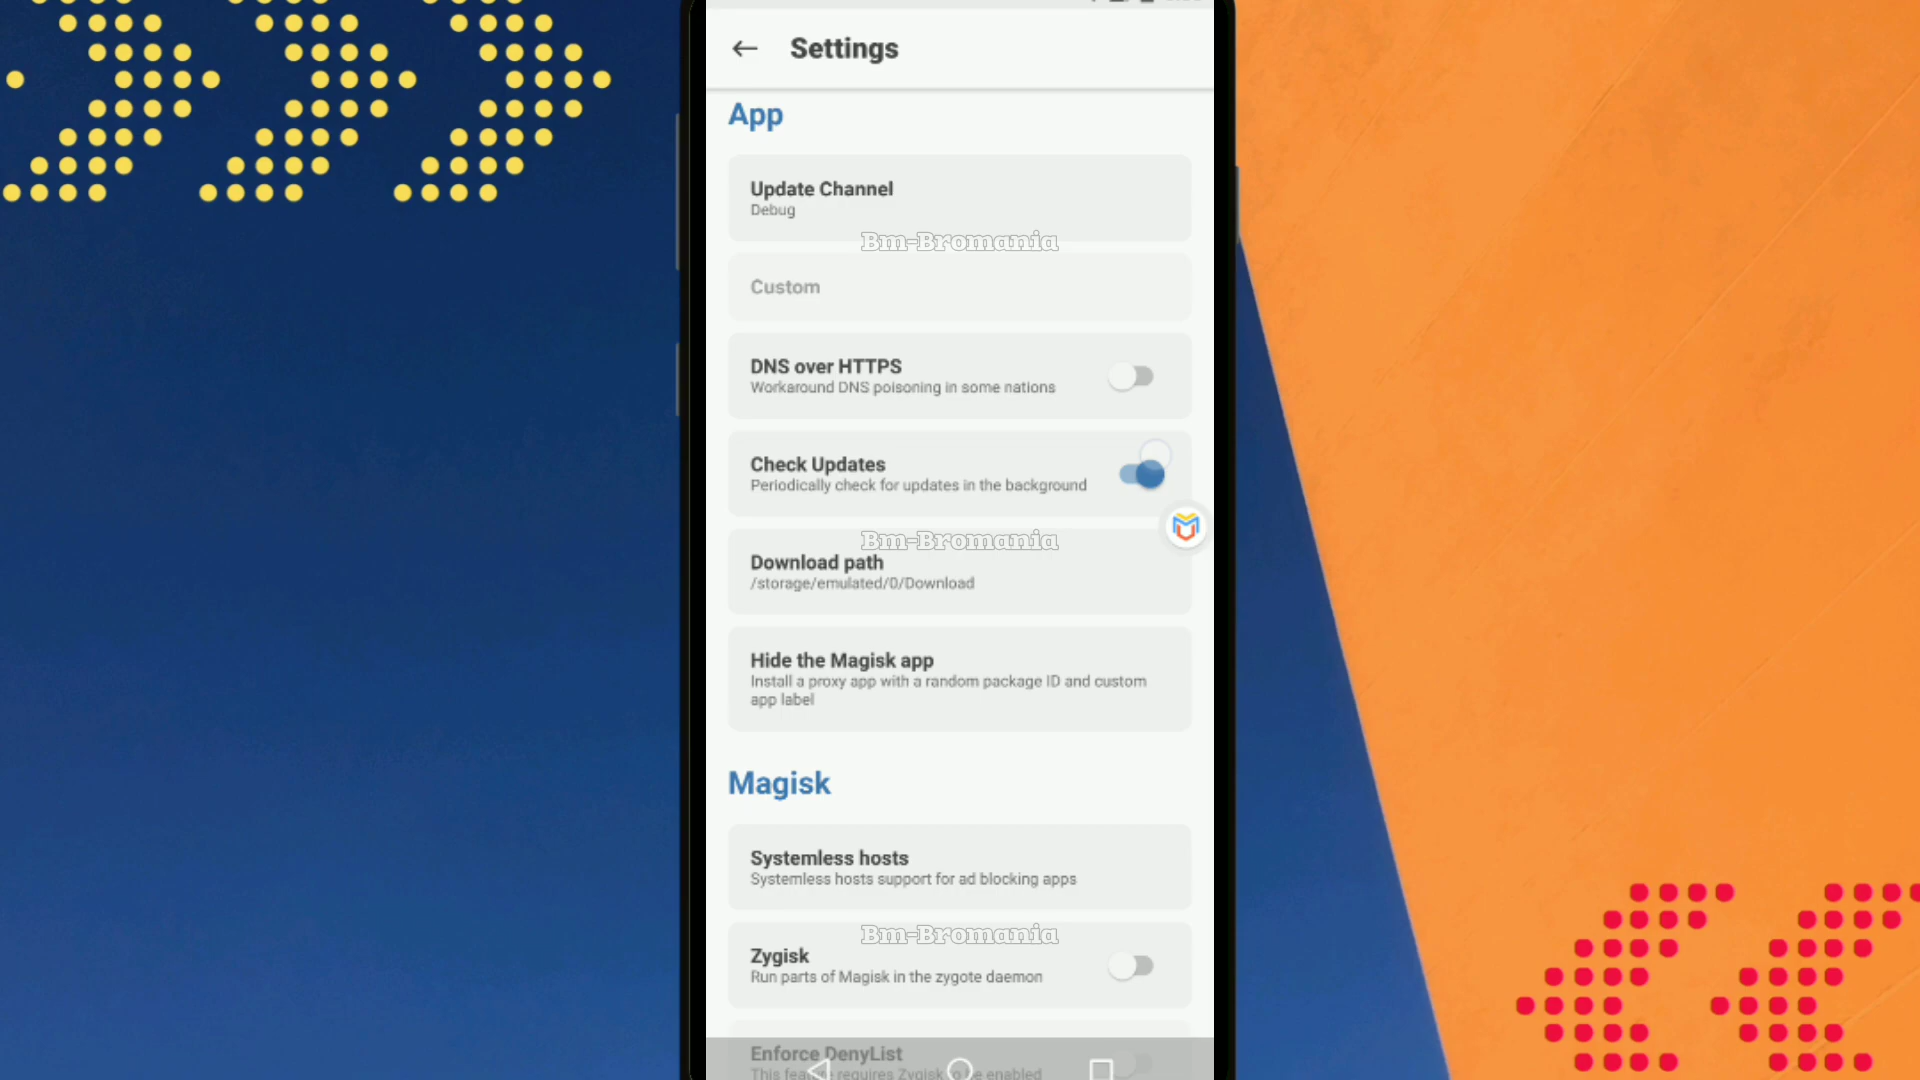 Settings
App
Update Channel
Debug
Bm-Bromania
Custom
DNS over HTTPS
Workaround DNS poisoning in some nations
Check Updates
Periodically check for updates in the background
Bm-Bromania
Download path
/storage/emulated/0/Download
Hide the Magisk app
Install a proxy app with a random package ID and custom
app label
Magisk
Systemless hosts
Systemless hosts support for ad blocking apps
Bm-Bromania
Zygisk
Run parts of Magisk in the zygote daemon
Enforce DenyList
This feature requires Zygisk to be enabled